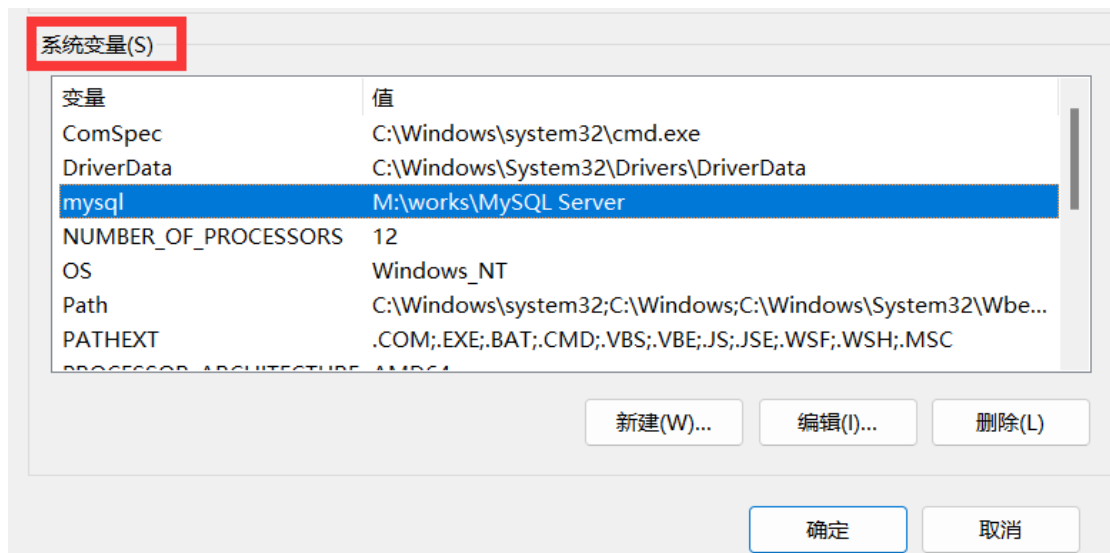 系统变量(S)
变量 值
ComSpec C:\Windows\system32\cmd.exe
DriverData C:\Windows\System32\Drivers\DriverData
mysql M:\works\MySQL Server
NUMBER_OF_PROCESSORS 12
OS Windows_NT
Path C:\Windows\system32;C:\Windows;C:\Windows\System32\Wbe...
PATHEXT .COM;.EXE;.BAT;.CMD;.VBS;.VBE;.JS;.JSE;.WSF;.WSH;.MSC
PROCESSOR_ARCHITECTURE AMD64
新建(W)... 编辑(I)... 删除(L)
确定 取消